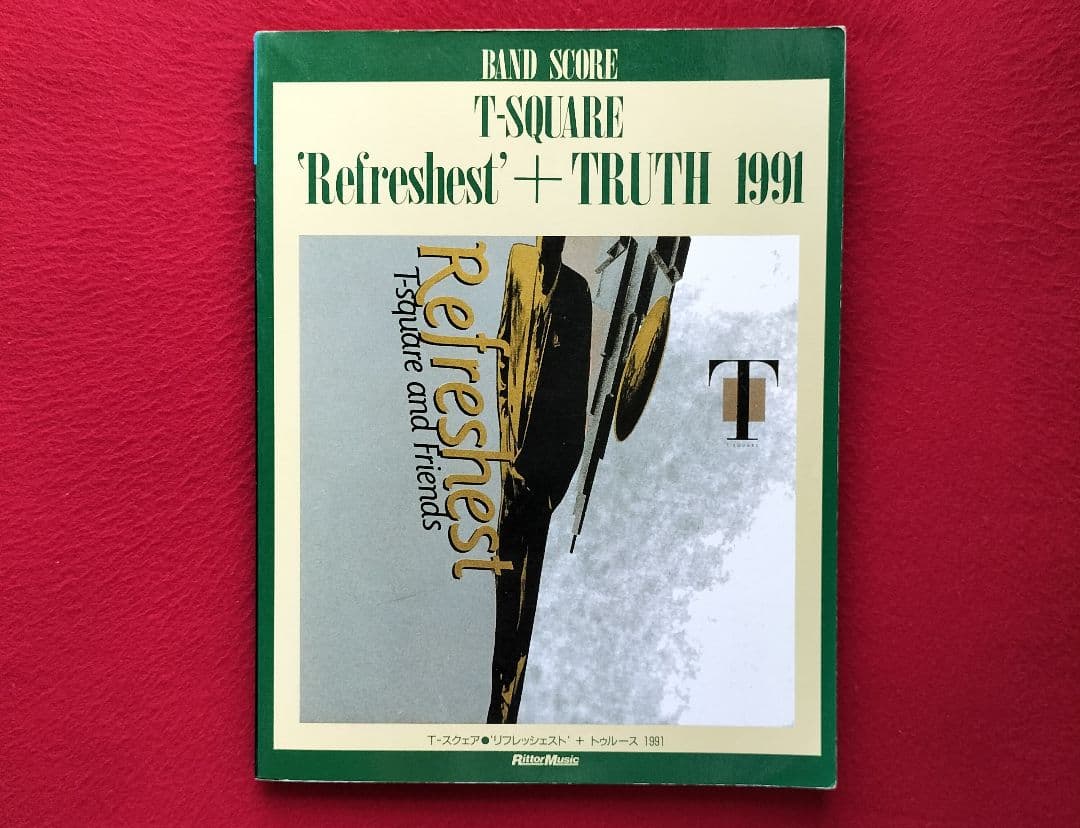 BAND SCORE
T-SQUARE
'Refreshest' + TRUTH 1991
Refreshest
T-square and Friends
T
T-SQUARE
T-スクェア●'リフレッシェスト' + トゥルース 1991
RittorMusic